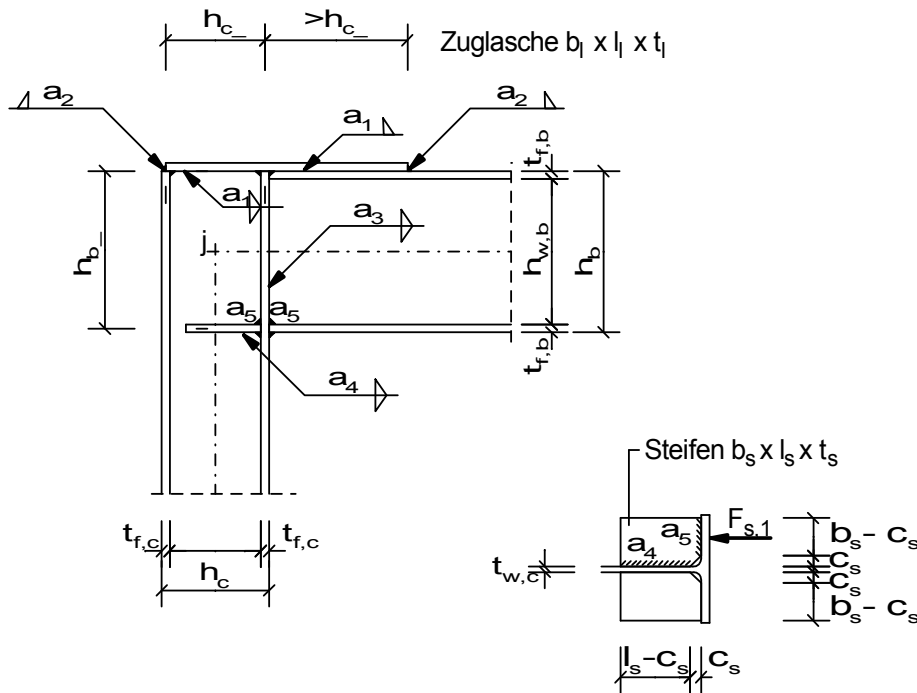 h_c_ >h_c_
Zuglasche b_l x l_l x t_l
a_2 a_1 a_2
t_f,b
a_1
a_3
j
h_b_
h_w,b
h_b
a_5 a_5
a_4
t_f,b
Steifen b_s x l_s x t_s
t_f,c t_f,c
h_c
a_5 F_s,1
a_4
t_w,c
b_s – c_s
c_s
c_s
b_s – c_s
l_s–c_s c_s